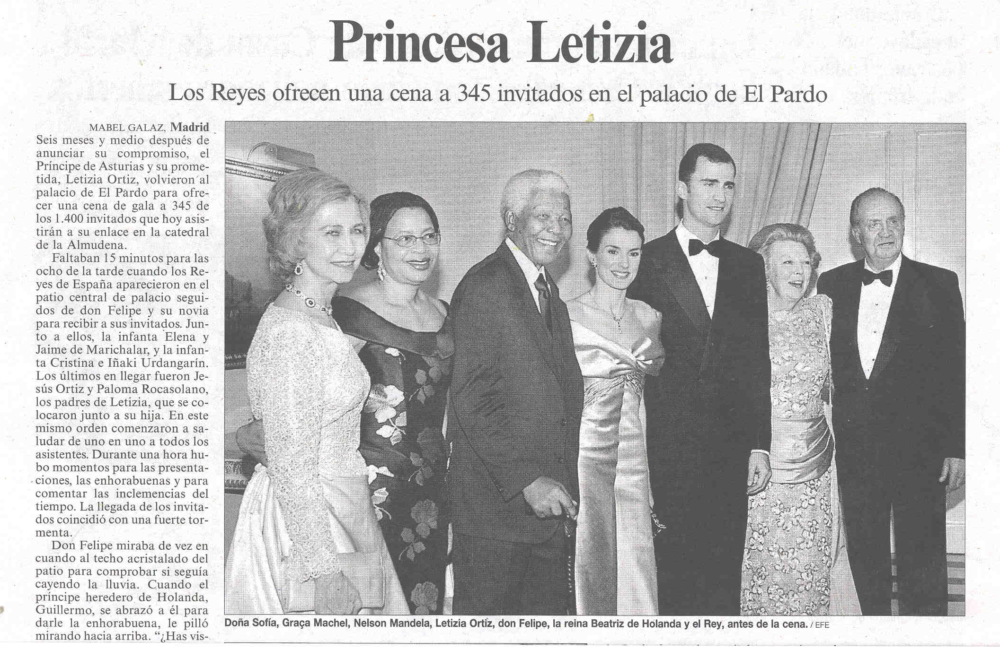 Princesa Letizia
Los Reyes ofrecen una cena a 345 invitados en el palacio de El Pardo
MABEL GALAZ, Madrid
Seis meses y medio después de
anunciar su compromiso, el
Príncipe de Asturias y su prome-
tida, Letizia Ortiz, volvieron al
palacio de El Pardo para ofre-
cer una cena de gala a 345 de
los 1.400 invitados que hoy asis-
tirán a su enlace en la catedral
de la Almudena.
Faltaban 15 minutos para las
ocho de la tarde cuando los Re-
yes de España aparecieron en el
patio central de palacio segui-
dos de don Felipe y su novia
para recibir a sus invitados. Jun-
to a ellos, la infanta Elena y
Jaime de Marichalar, y la infan-
ta Cristina e Iñaki Urdangarín.
Los últimos en llegar fueron Je-
sús Ortiz y Paloma Rocasolano,
los padres de Letizia, que se co-
locaron junto a su hija. En este
mismo orden comenzaron a sa-
ludar de uno en uno a todos los
asistentes. Durante una hora hu-
bo momentos para las presenta-
ciones, las enhorabuenas y para
comentar las inclemencias del
tiempo. La llegada de los invita-
dos coincidió con una fuerte tor-
menta.
Don Felipe miraba de vez en
cuando al techo acristalado del
patio para comprobar si seguía
cayendo la lluvia. Cuando el
príncipe heredero de Holanda,
Guillermo, se abrazó a él para
darle la enhorabuena, le pilló
mirando hacia arriba. “¿Has vis-
Doña Sofía, Graça Machel, Nelson Mandela, Letizia Ortiz, don Felipe, la reina Beatriz de Holanda y el Rey, antes de la cena. / EFE